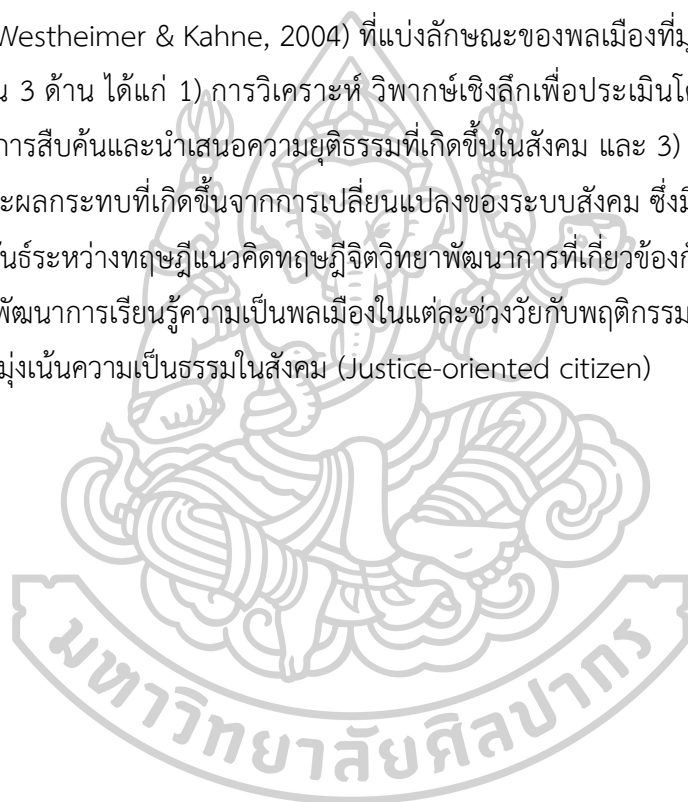 Westheimer & Kahne, 2004) ที่แบ่งลักษณะของพลเมืองที่มุ
น 3 ด้าน ได้แก่ 1) การวิเคราะห์ วิพากษ์เชิงลึกเพื่อประเมินโค
การสืบค้นและนำเสนอความยุติธรรมที่เกิดขึ้นในสังคม และ 3)
ะผลกระทบที่เกิดขึ้นจากการเปลี่ยนแปลงของระบบสังคม ซึ่งมี
นธ์ระหว่างทฤษฎีแนวคิดทฤษฎีจิตวิทยาพัฒนาการที่เกี่ยวข้องกั
พัฒนาการเรียนรู้ความเป็นพลเมืองในแต่ละช่วงวัยกับพฤติกรรม
มุ่งเน้นความเป็นธรรมในสังคม (Justice-oriented citizen)
มหาวิทยาลัยศิลปากร